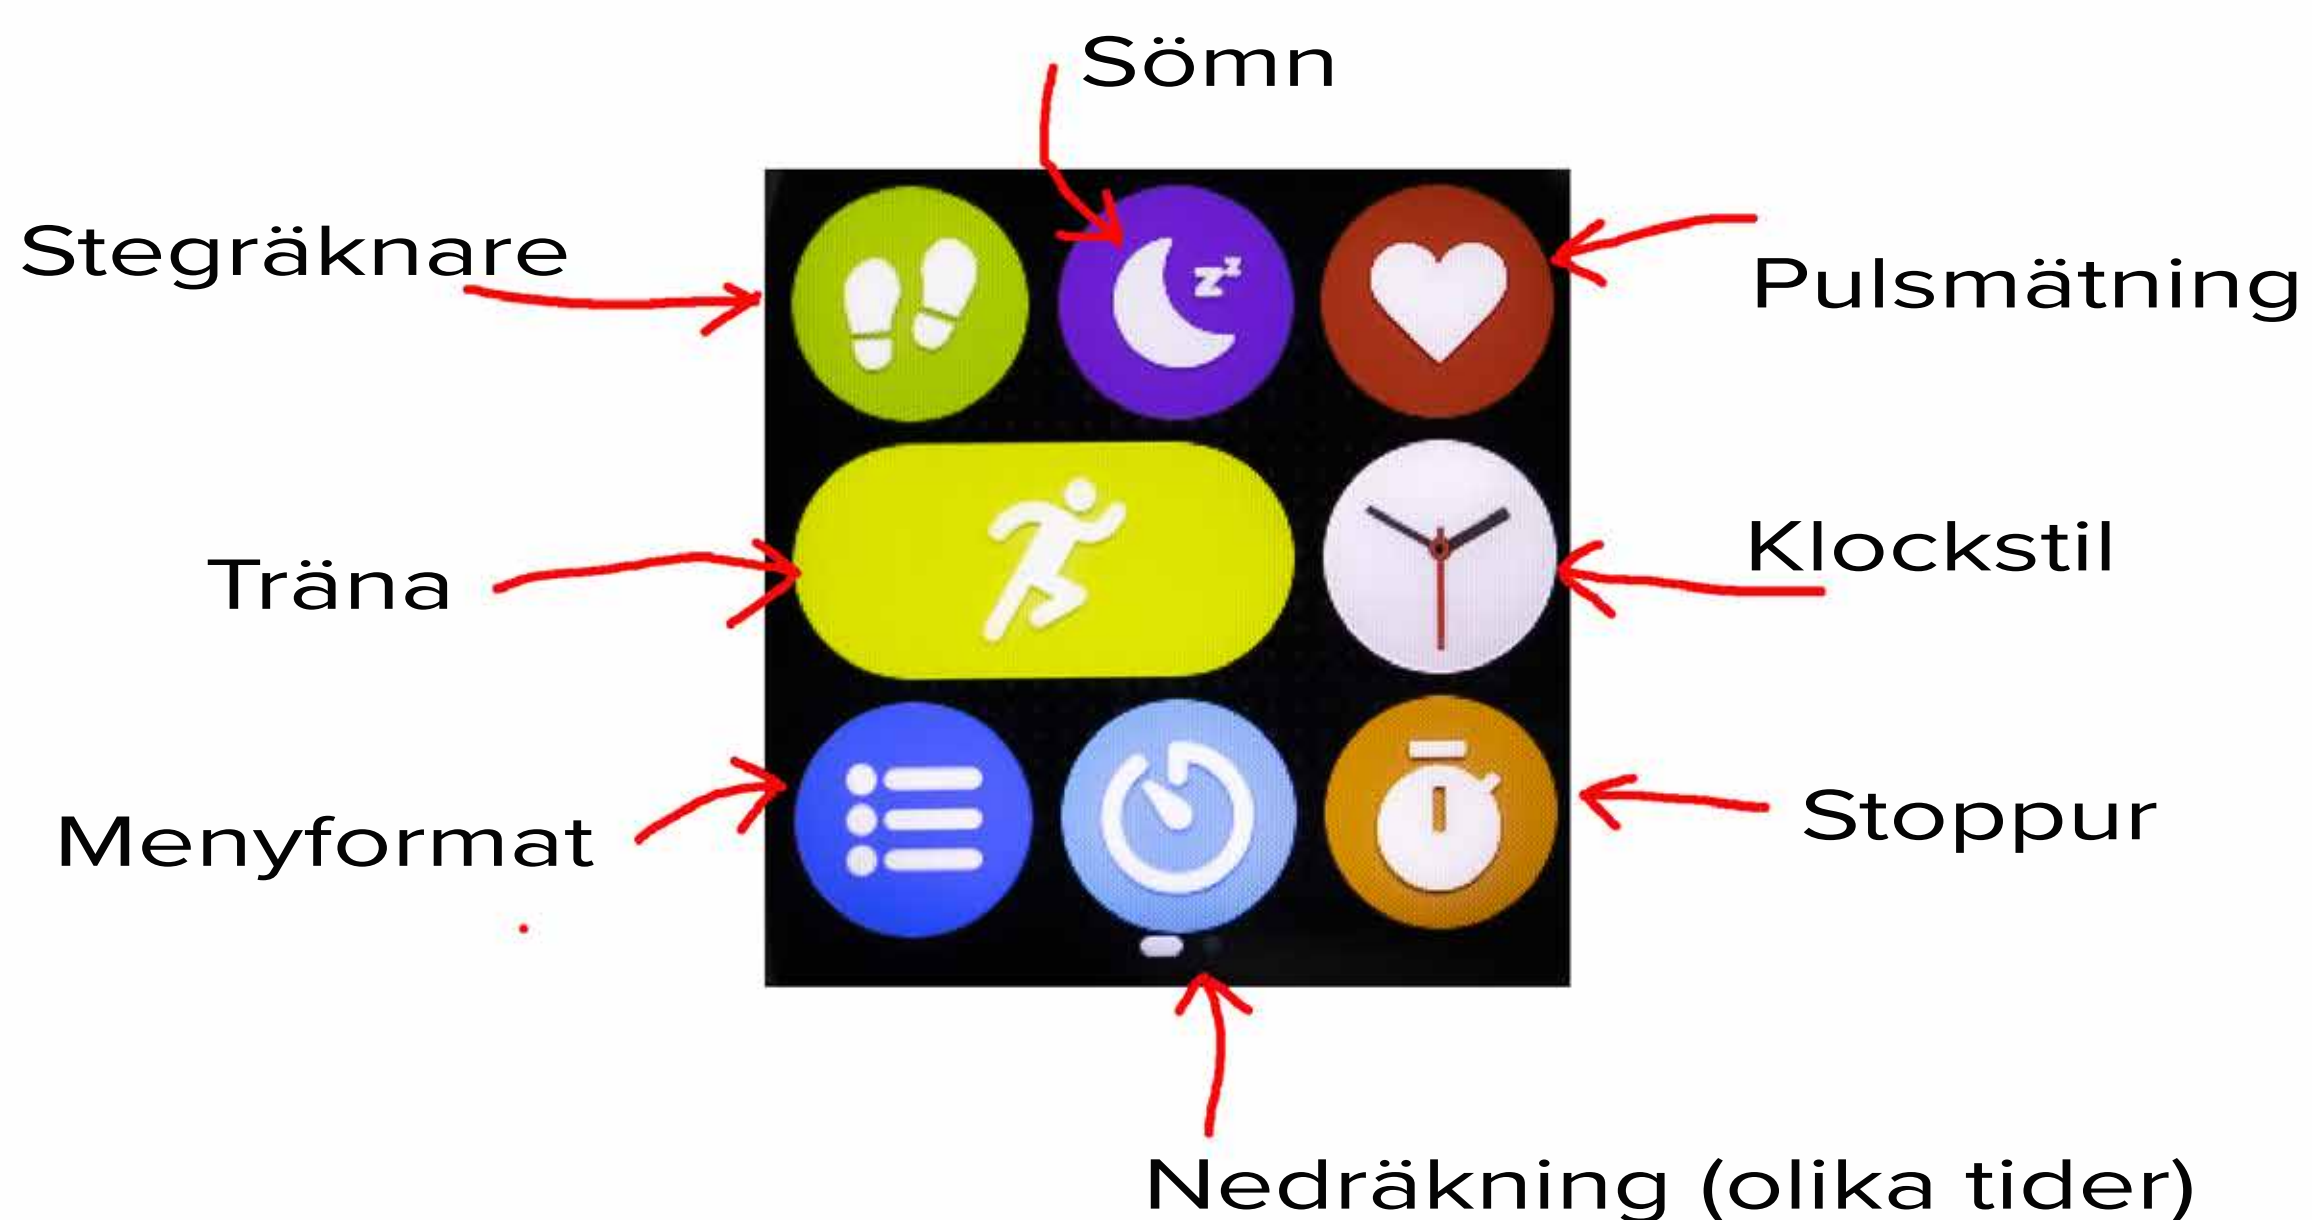 Sömn
Stegräknare
Pulsmätning
Träna
Klockstil
Menyformat
Stoppur
Nedräkning (olika tider)